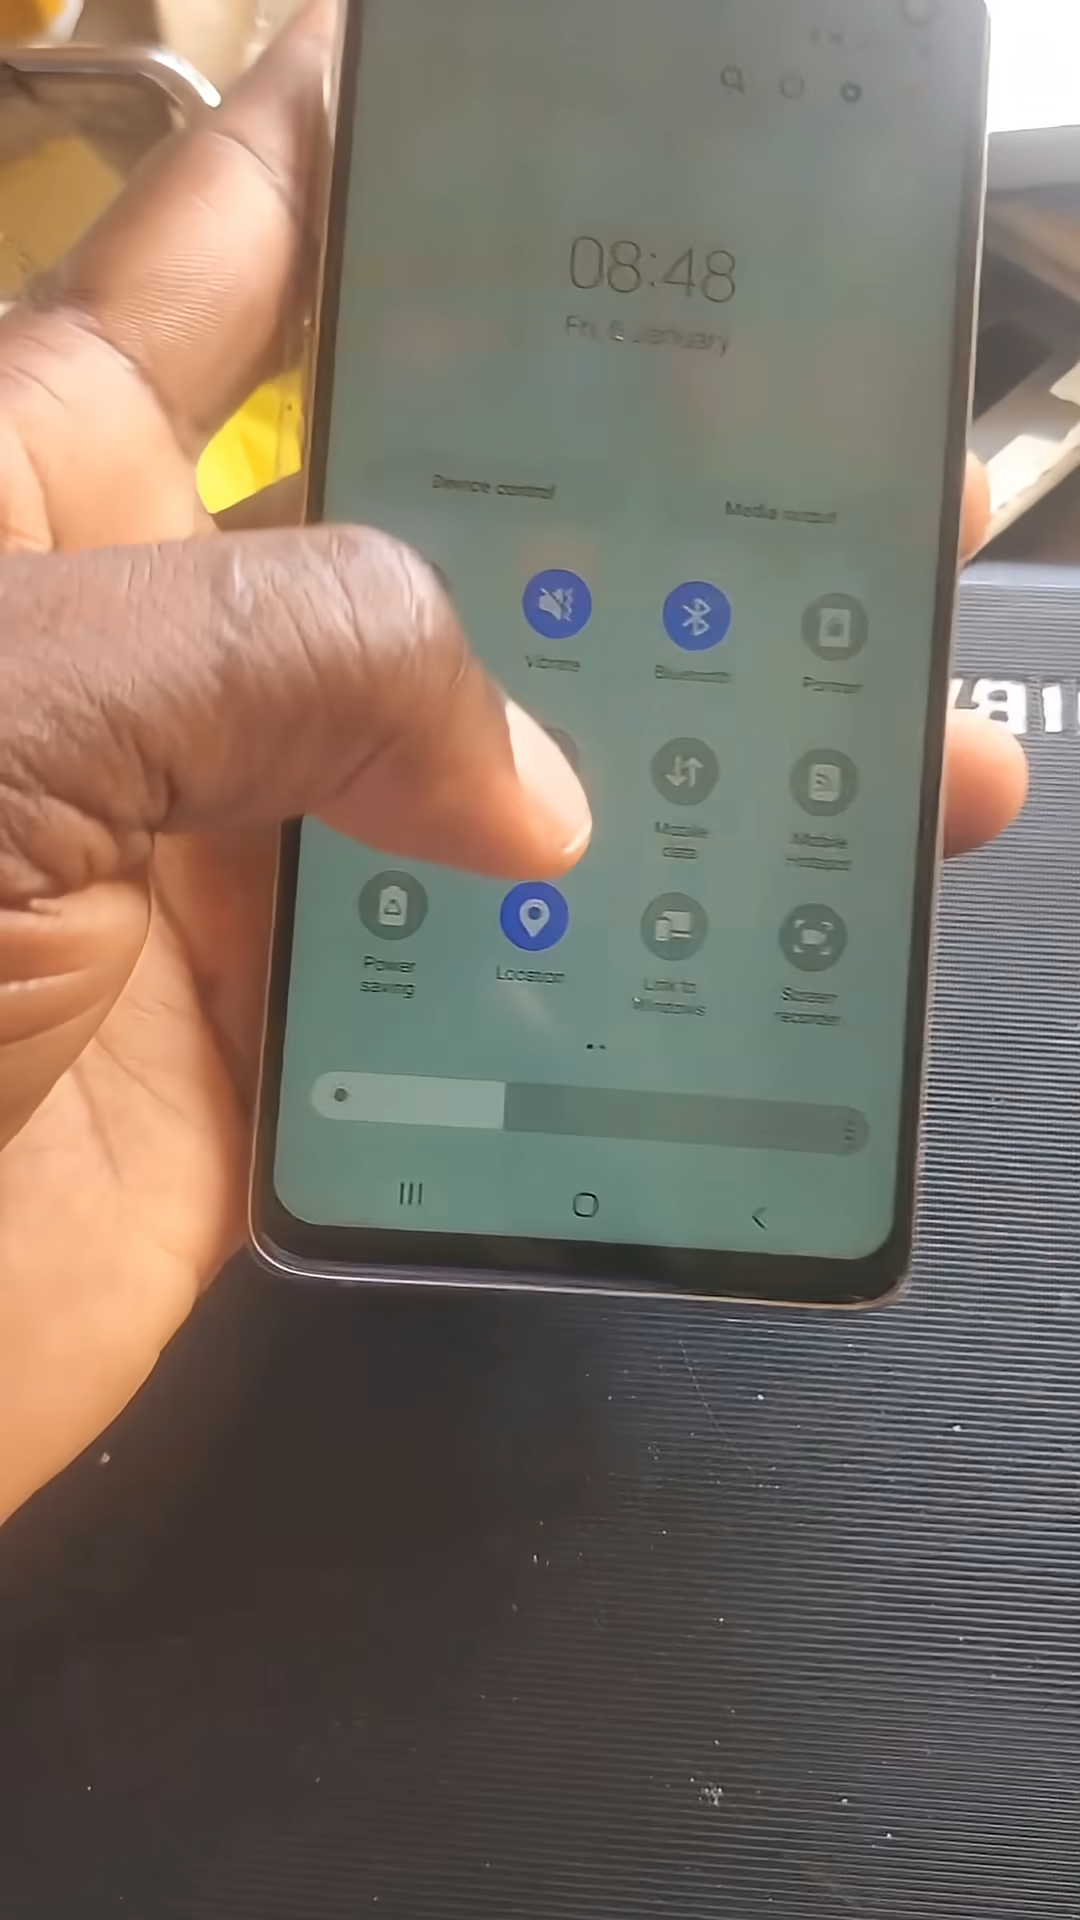 08:48
Fri, 6 January
Device control
Media output
Vibrate
Bluetooth
Portrait
Mobile
data
Mobile
Hotspot
Power
saving
Location
Link to
Windows
Screen
recorder